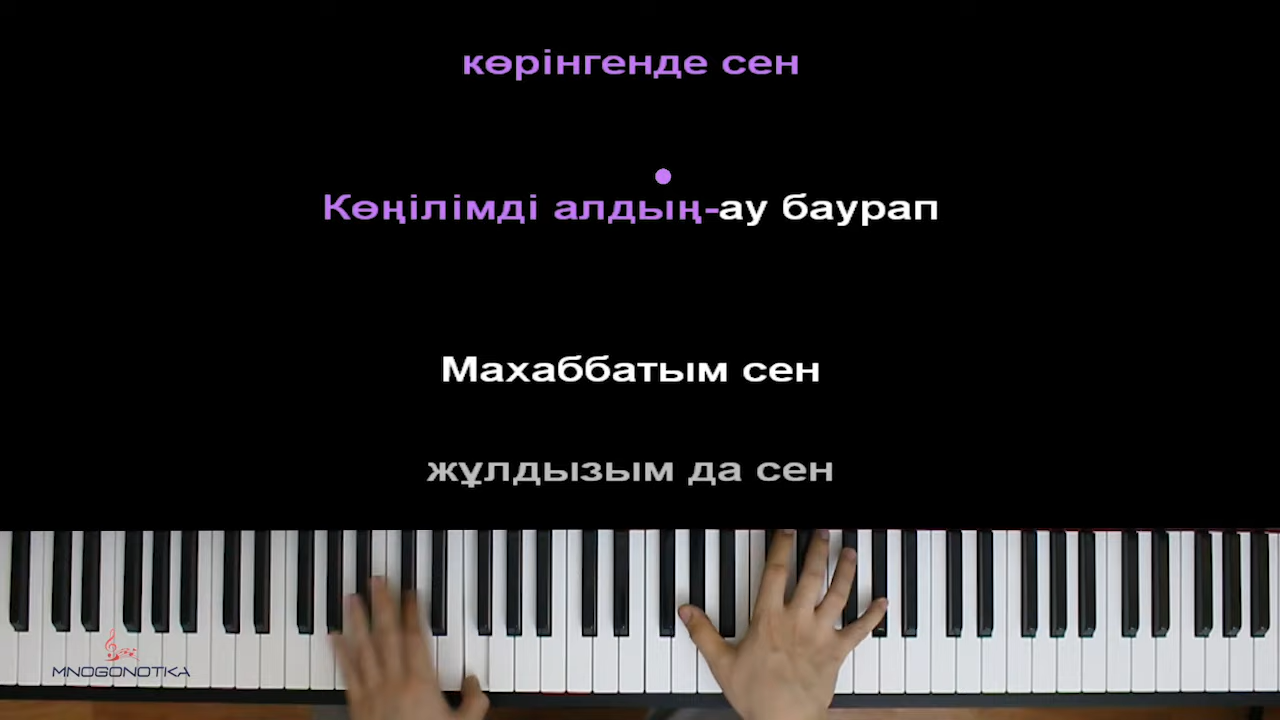 көрінгенде сен
Көңілімді алдың-ау баурап
Махаббатым сен
жұлдызым да сен
MNOGONOTKA